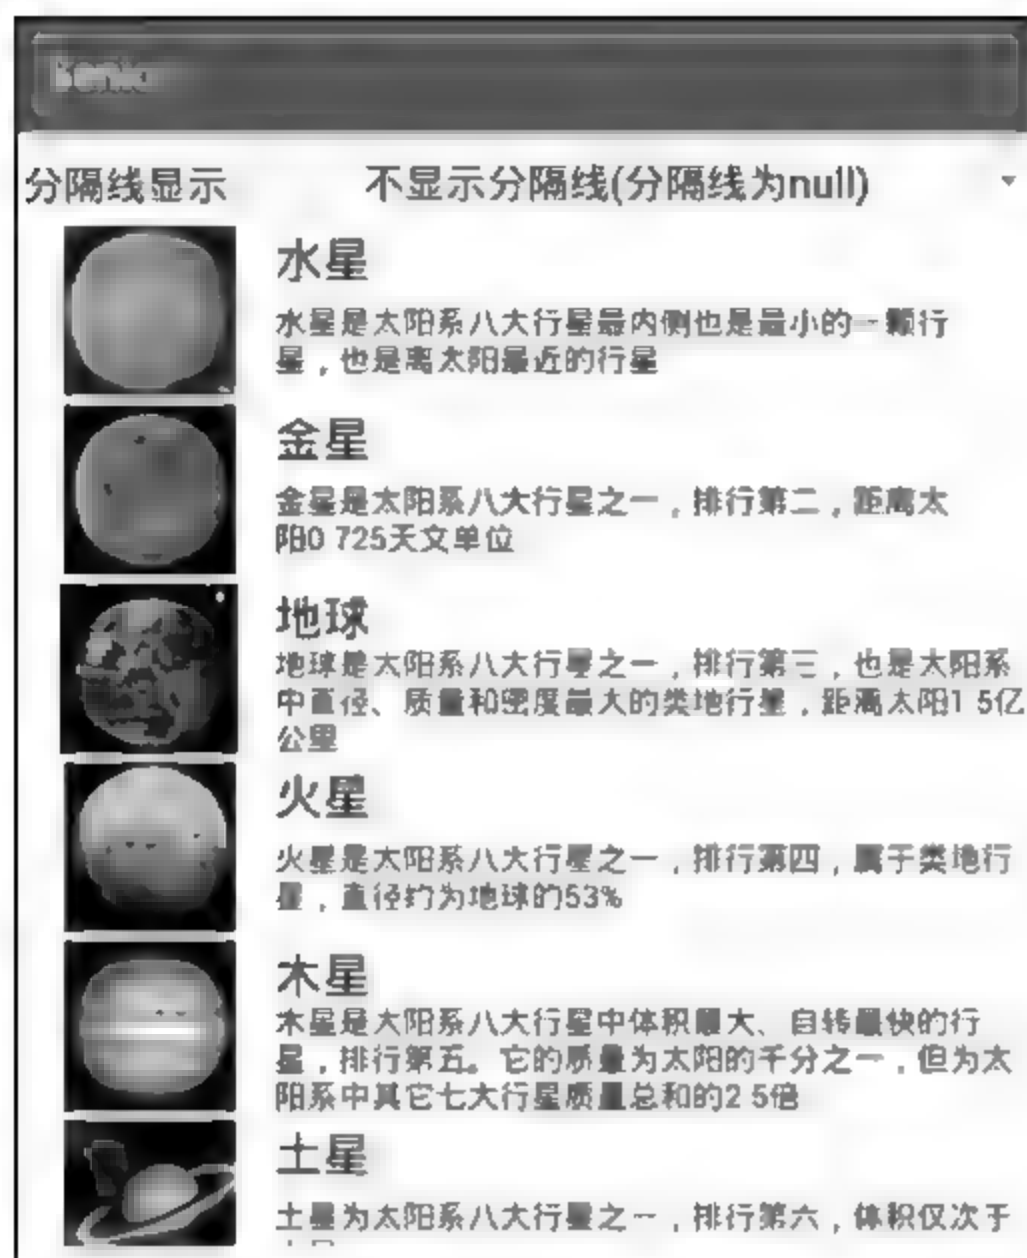 分隔线显示 不显示分隔线(分隔线为null)
水星
水星是太阳系八大行星最内侧也是最小的一颗行
星，也是离太阳最近的行星
金星
金星是太阳系八大行星之一，排行第二，距离太
阳0.725天文单位
地球
地球是太阳系八大行星之一，排行第三，也是太阳系
中直径、质量和密度最大的类地行星，距离太阳1.5亿
公里
火星
火星是太阳系八大行星之一，排行第四，属于类地行
星，直径约为地球的53%
木星
木星是太阳系八大行星中体积最大、自转最快的行
星，排行第五。它的质量为太阳的千分之一，但为太
阳系中其它七大行星质量总和的2.5倍
土星
土星为太阳系八大行星之一，排行第六，体积仅次于